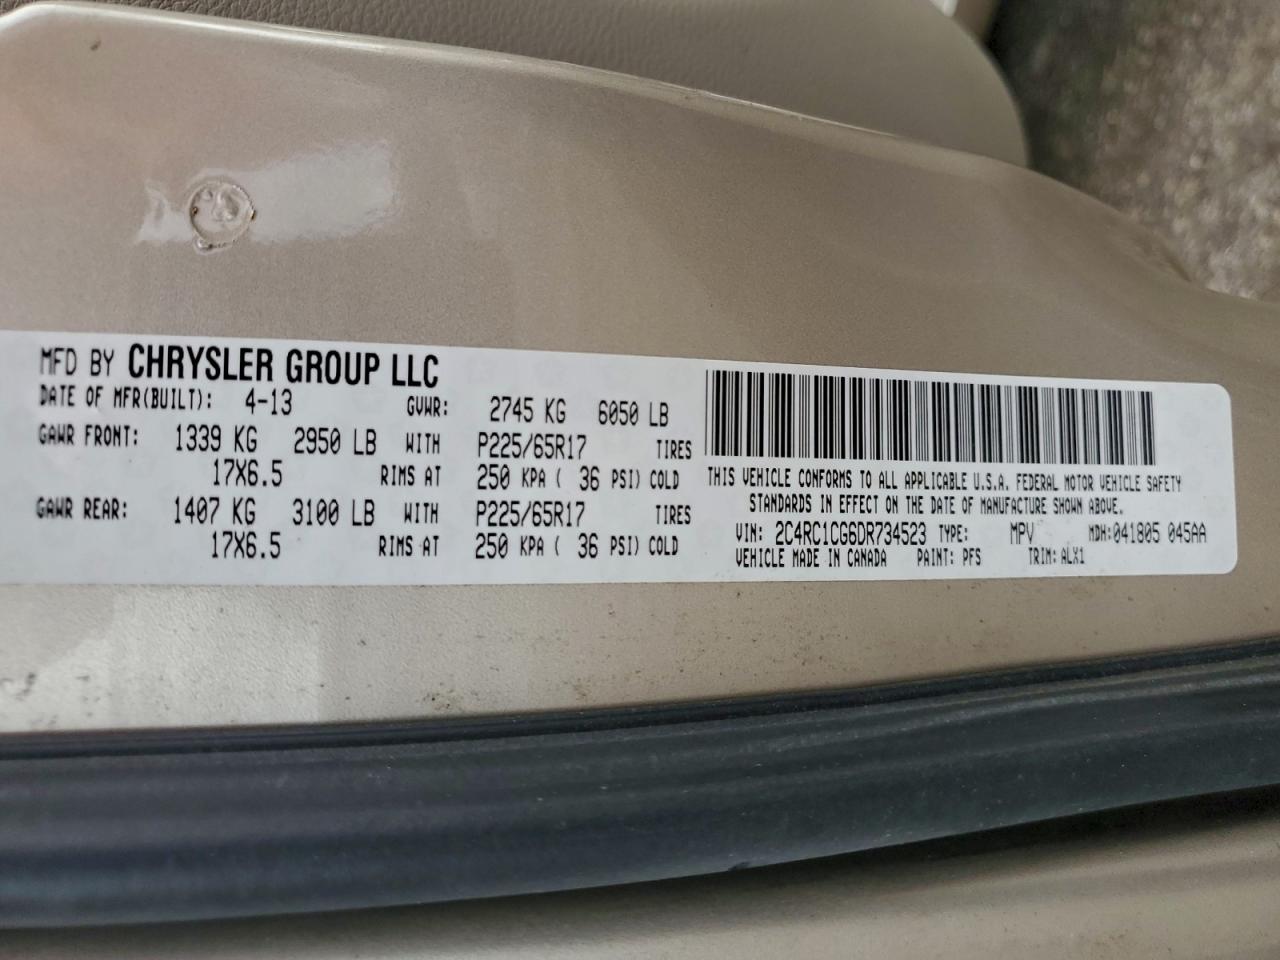 MFD BY CHRYSLER GROUP LLC
DATE OF MFR(BUILT): 4-13 GVWR: 2745 KG 6050 LB
GAWR FRONT: 1339 KG 2950 LB WITH P225/65R17 TIRES
17X6.5 RIMS AT 250 KPA ( 36 PSI) COLD
GAWR REAR: 1407 KG 3100 LB WITH P225/65R17 TIRES
17X6.5 RIMS AT 250 KPA ( 36 PSI) COLD
THIS VEHICLE CONFORMS TO ALL APPLICABLE U.S.A. FEDERAL MOTOR VEHICLE SAFETY
STANDARDS IN EFFECT ON THE DATE OF MANUFACTURE SHOWN ABOVE.
VIN: 2C4RC1CG6DR734523 TYPE: MPV MDH:041805 045AA
VEHICLE MADE IN CANADA PAINT: PFS TRIM: ALX1